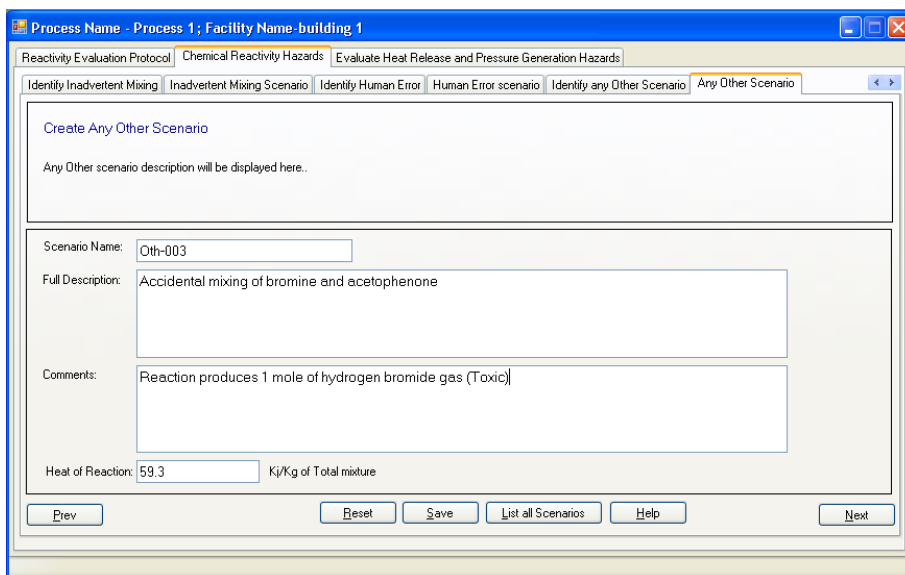 Process Name - Process 1; Facility Name-building 1
Reactivity Evaluation Protocol Chemical Reactivity Hazards Evaluate Heat Release and Pressure Generation Hazards
Identify Inadvertent Mixing Inadvertent Mixing Scenario Identify Human Error Human Error scenario Identify any Other Scenario Any Other Scenario
Create Any Other Scenario
Any Other scenario description will be displayed here..
Scenario Name: Oth-003
Full Description: Accidental mixing of bromine and acetophenone
Comments: Reaction produces 1 mole of hydrogen bromide gas (Toxic)
Heat of Reaction: 59.3 Kj/Kg of Total mixture
Prev Reset Save List all Scenarios Help Next